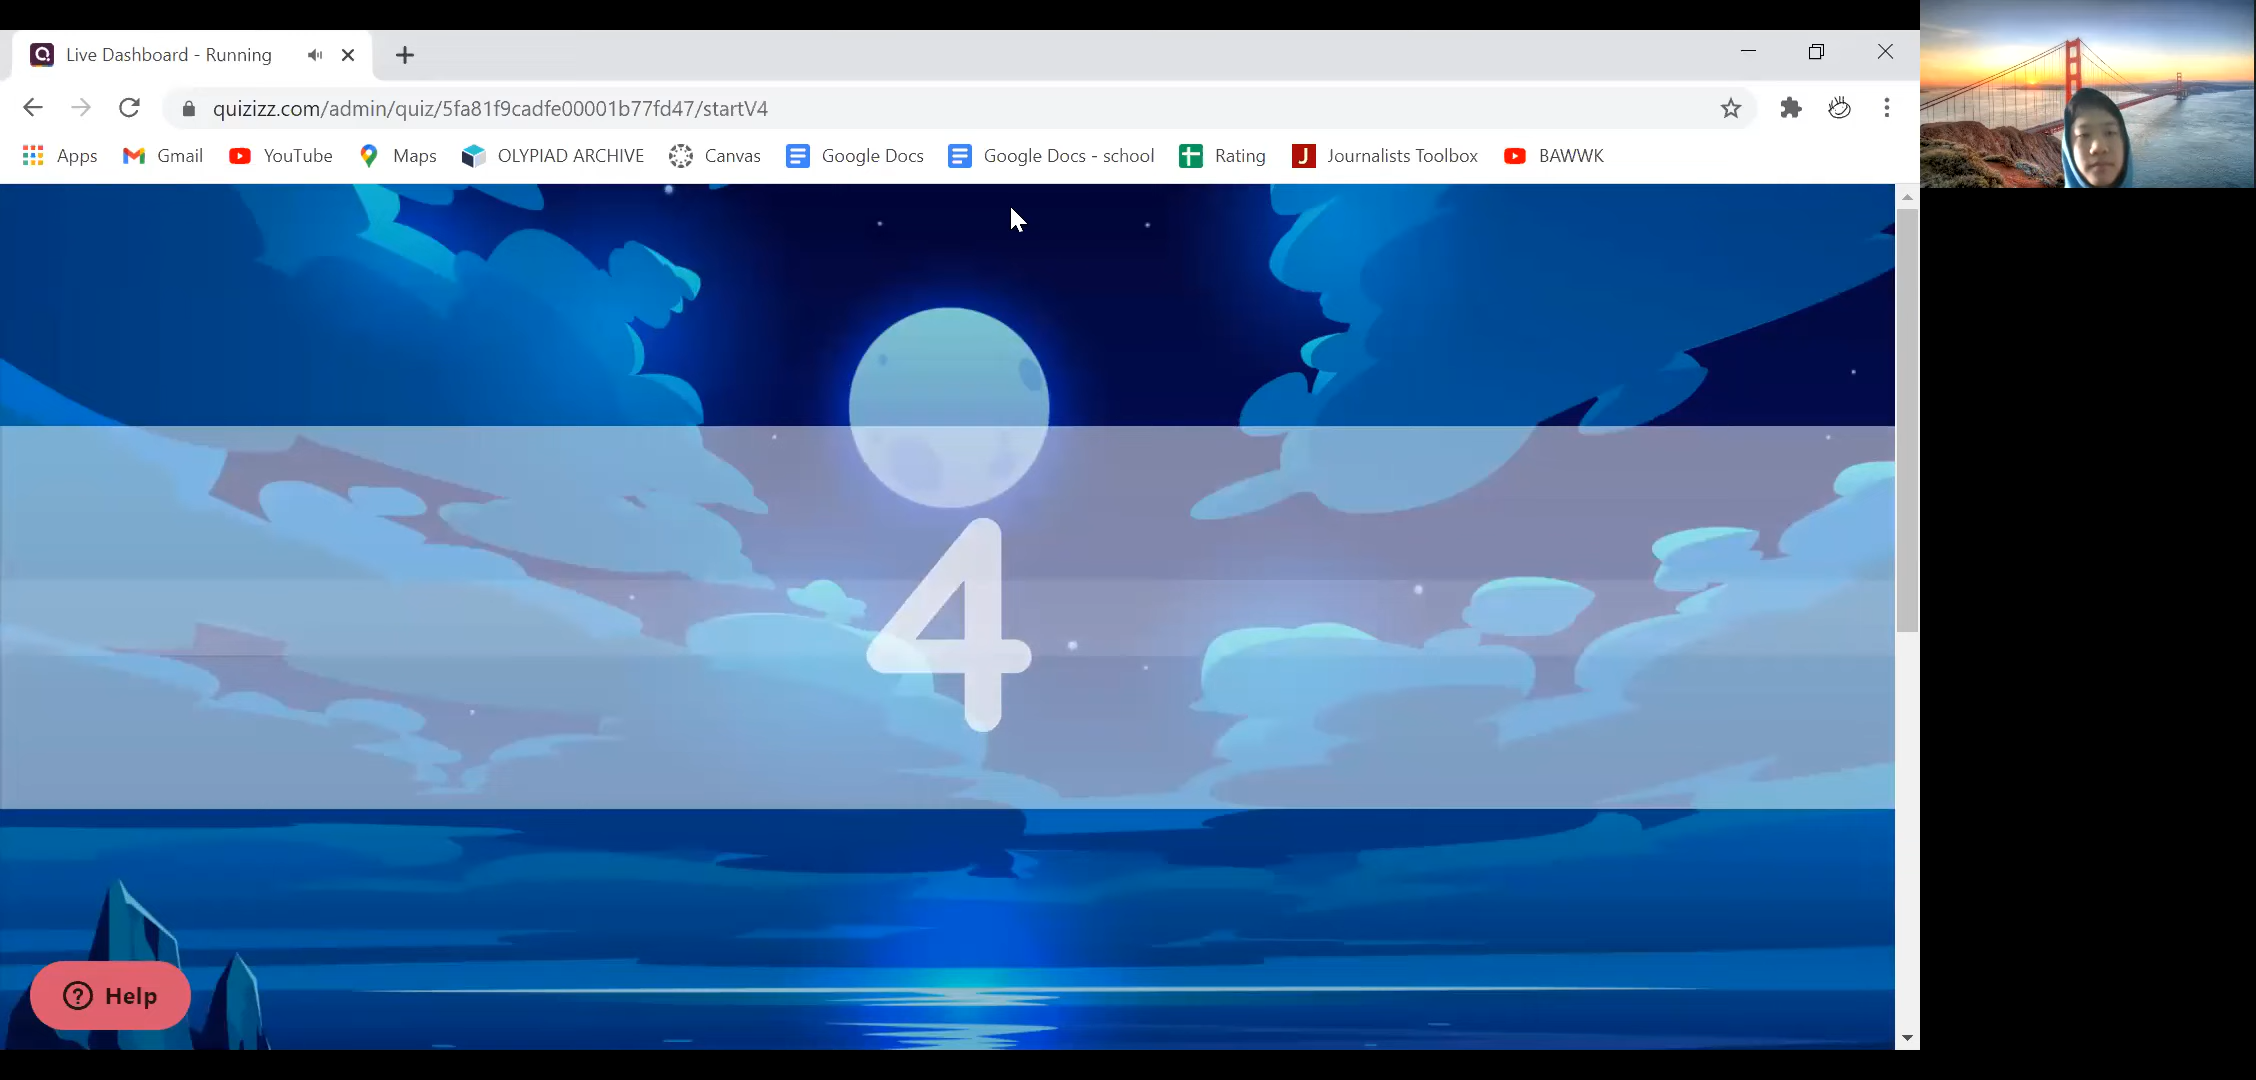 Live Dashboard - Running
quizizz.com/admin/quiz/5fa81f9cadfe00001b77fd47/startV4
Apps Gmail YouTube Maps OLYPIAD ARCHIVE Canvas Google Docs Google Docs - school Rating J Journalists Toolbox BAWWK
4
? Help